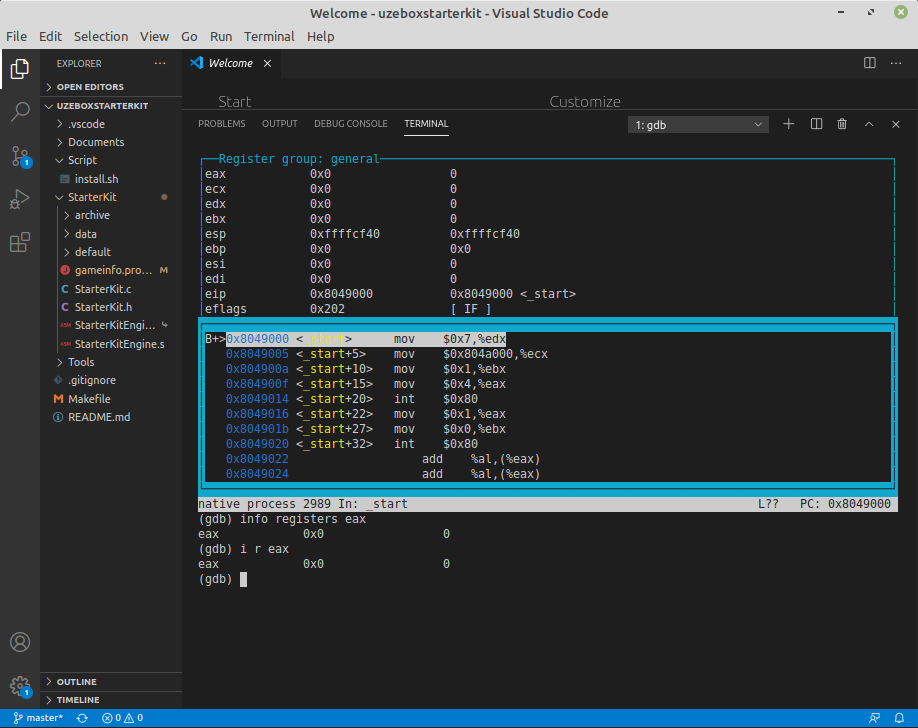 Welcome - uzeboxstarterkit - Visual Studio Code
File Edit Selection View Go Run Terminal Help
EXPLORER
OPEN EDITORS
UZEBOXSTARTERKIT
.vscode
Documents
Script
install.sh
StarterKit
archive
data
default
gameinfo.pro... M
StarterKit.c
StarterKit.h
StarterKitEngi...
StarterKitEngine.s
Tools
.gitignore
Makefile
README.md
OUTLINE
TIMELINE
Welcome
Start Customize
PROBLEMS OUTPUT DEBUG CONSOLE TERMINAL 1: gdb
Register group: general
eax 0x0 0
ecx 0x0 0
edx 0x0 0
ebx 0x0 0
esp 0xffffcf40 0xffffcf40
ebp 0x0 0x0
esi 0x0 0
edi 0x0 0
eip 0x8049000 0x8049000 <_start>
eflags 0x202 [ IF ]
B+>0x8049000 <_start> mov $0x7,%edx
0x8049005 <_start+5> mov $0x804a000,%ecx
0x804900a <_start+10> mov $0x1,%ebx
0x804900f <_start+15> mov $0x4,%eax
0x8049014 <_start+20> int $0x80
0x8049016 <_start+22> mov $0x1,%eax
0x804901b <_start+27> mov $0x0,%ebx
0x8049020 <_start+32> int $0x80
0x8049022 add %al,(%eax)
0x8049024 add %al,(%eax)
native process 2989 In: _start L?? PC: 0x8049000
(gdb) info registers eax
eax 0x0 0
(gdb) i r eax
eax 0x0 0
(gdb)
1
1
master* 0 0